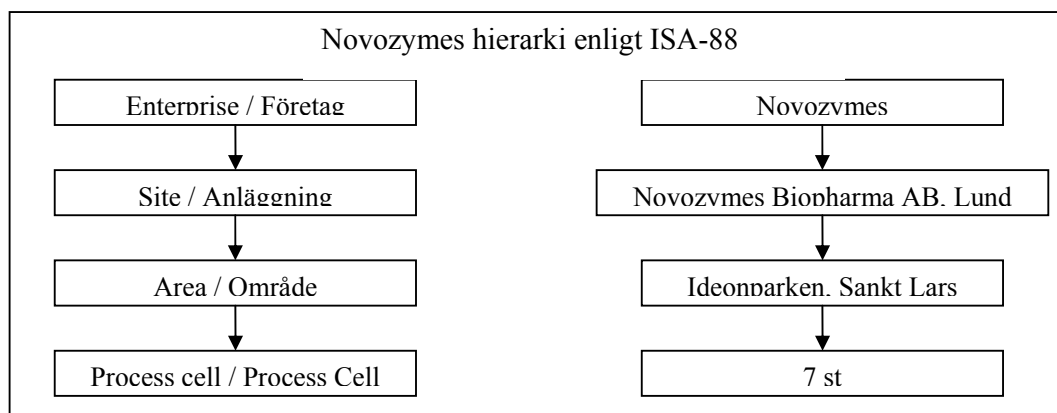 Novozymes hierarki enligt ISA-88
Enterprise / Företag
Novozymes
Site / Anläggning
Novozymes Biopharma AB, Lund
Area / Område
Ideonparken, Sankt Lars
Process cell / Process Cell
7 st